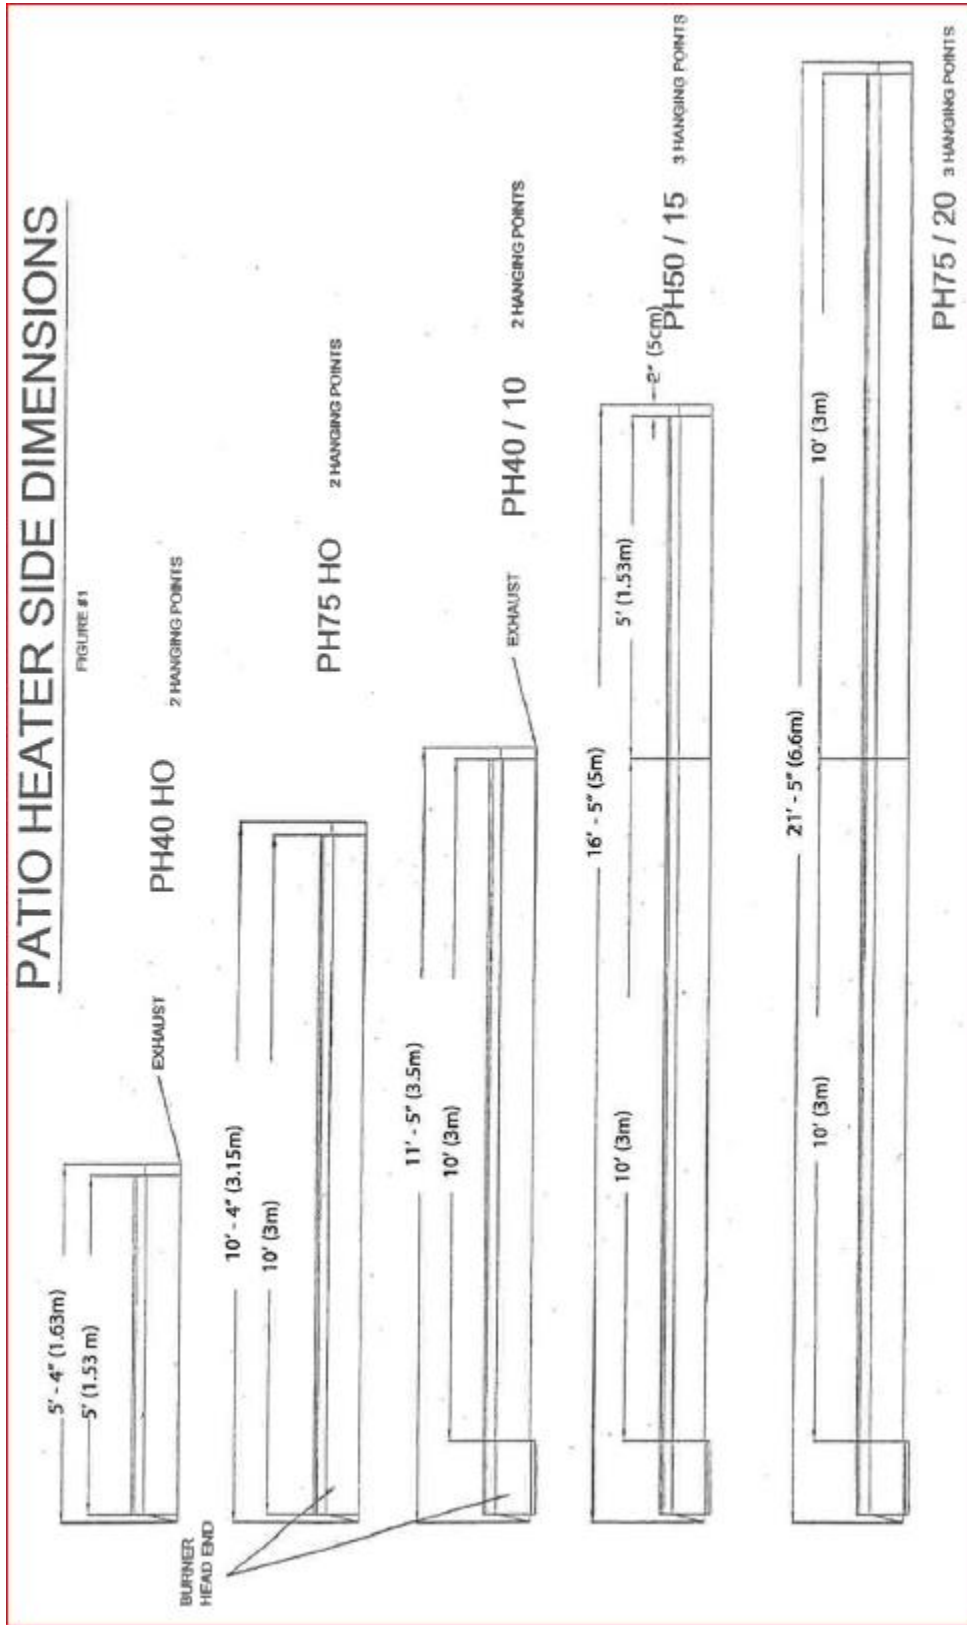 PATIO HEATER SIDE DIMENSIONS
FIGURE #1
5' - 4" (1.63m)
5' (1.53 m)
EXHAUST
PH40 HO
2 HANGING POINTS
BURNER
HEAD END
10' - 4" (3.15m)
10' (3m)
PH75 HO
2 HANGING POINTS
11' - 5" (3.5m)
10' (3m)
EXHAUST
PH40 / 10
2 HANGING POINTS
16' - 5" (5m)
10' (3m)
5' (1.53m)
2" (5cm)
PH50 / 15
3 HANGING POINTS
21' - 5" (6.6m)
10' (3m)
10' (3m)
PH75 / 20
3 HANGING POINTS